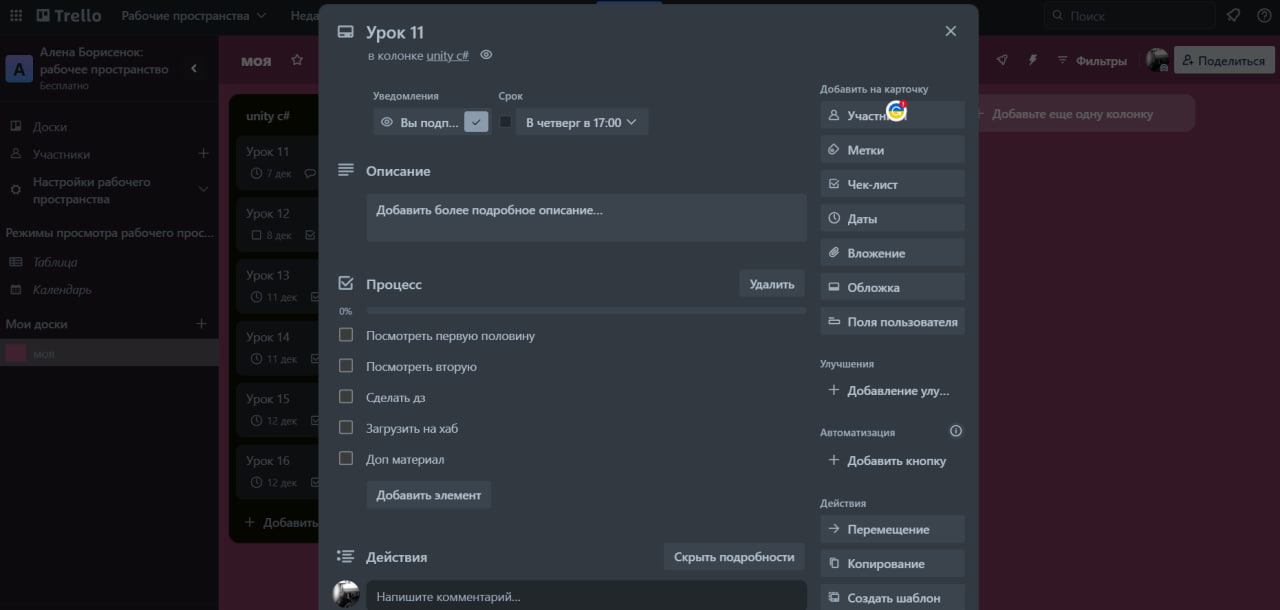 Trello
Рабочие пространства
Неда
Поиск
Алена Борисенок:
рабочее пространство
Бесплатно
A
Доски
Участники
Настройки рабочего
пространства
Режимы просмотра рабочего прос...
Таблица
Календарь
Мои доски
моя
моя
Фильтры
Поделиться
unity c#
Урок 11
7 дек
Урок 12
8 дек
Урок 13
11 дек
Урок 14
11 дек
Урок 15
12 дек
Урок 16
12 дек
Добавить
Добавьте еще одну колонку
Урок 11
в колонке unity c#
Уведомления
Срок
Вы подп...
В четверг в 17:00
Описание
Добавить более подробное описание...
Процесс
Удалить
0%
Посмотреть первую половину
Посмотреть вторую
Сделать дз
Загрузить на хаб
Доп материал
Добавить элемент
Действия
Скрыть подробности
Напишите комментарий...
Добавить на карточку
Метки
Чек-лист
Даты
Вложение
Обложка
Поля пользователя
Улучшения
Добавление улу...
Автоматизация
Добавить кнопку
Действия
Перемещение
Копирование
Создать шаблон